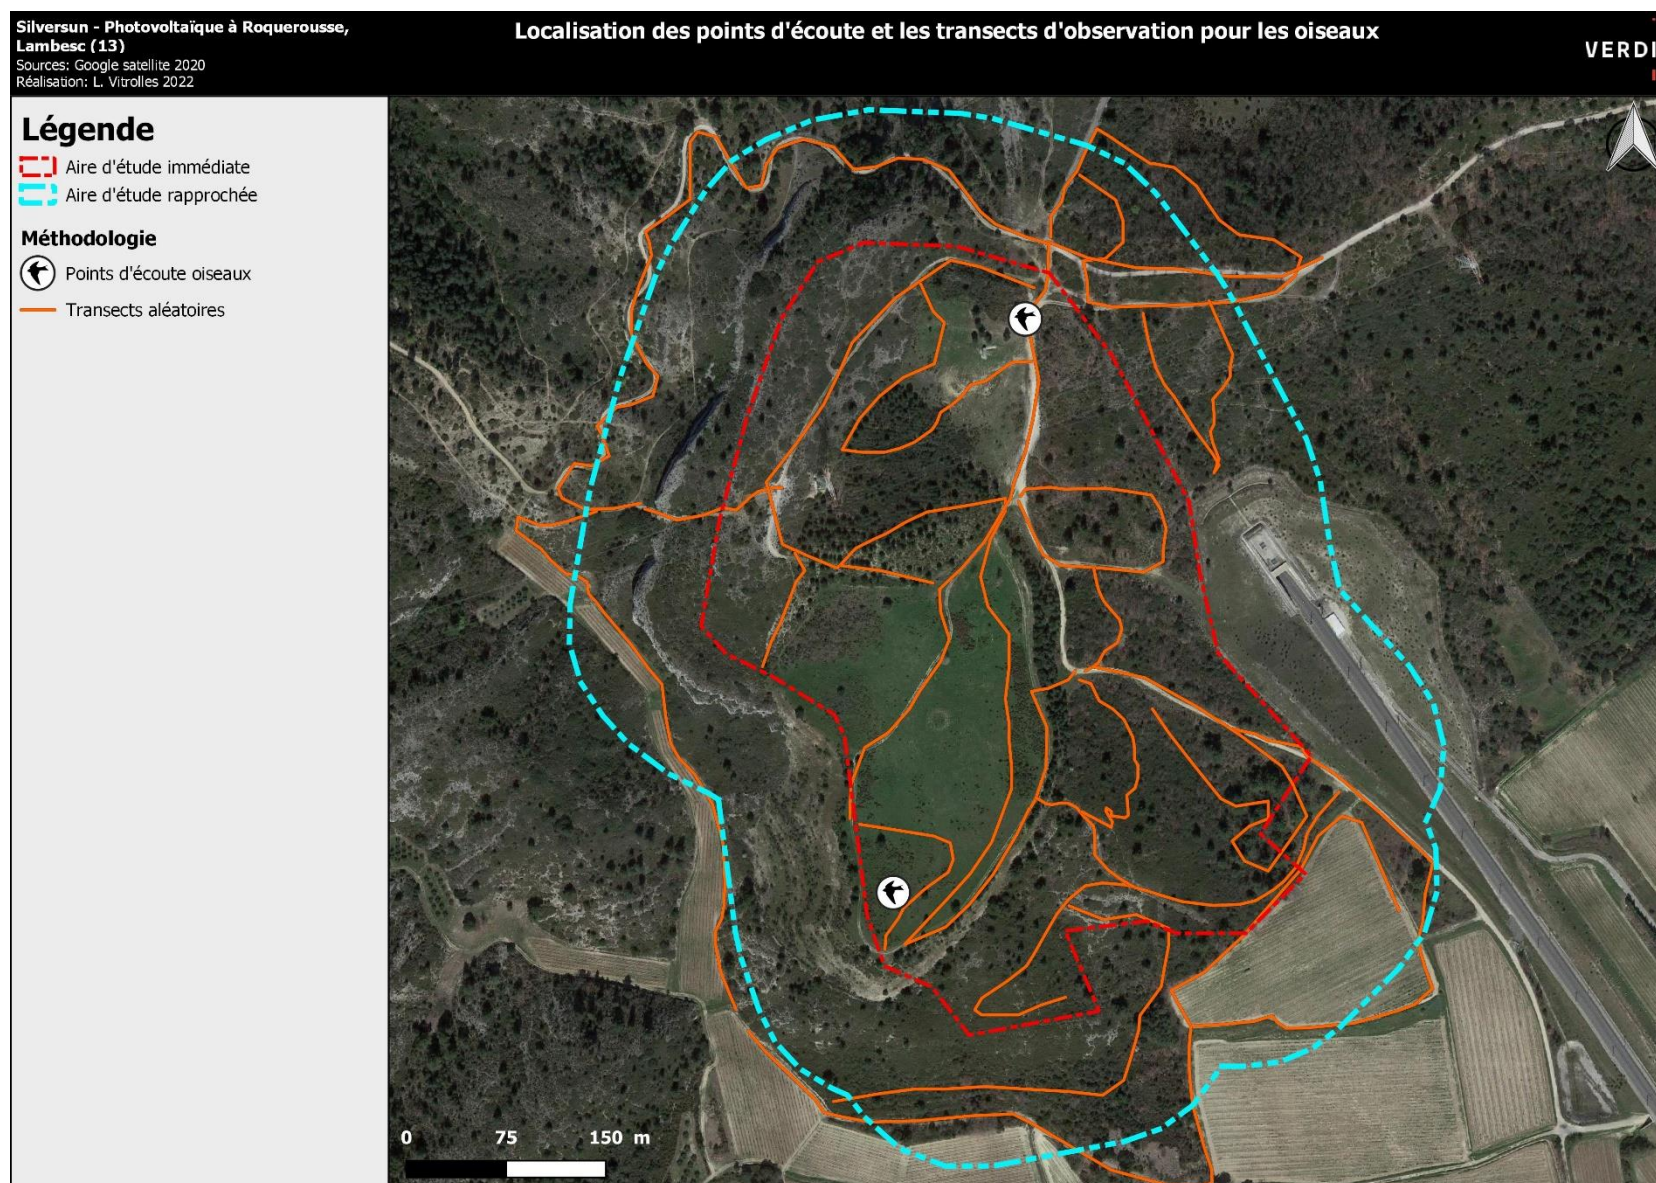 Silversun - Photovoltaïque à Roquerousse,
Lambesc (13)
Sources: Google satellite 2020
Réalisation: L. Vitrolles 2022
Localisation des points d'écoute et les transects d'observation pour les oiseaux
VERDI
Légende
Aire d'étude immédiate
Aire d'étude rapprochée
Méthodologie
Points d'écoute oiseaux
Transects aléatoires
0 75 150 m